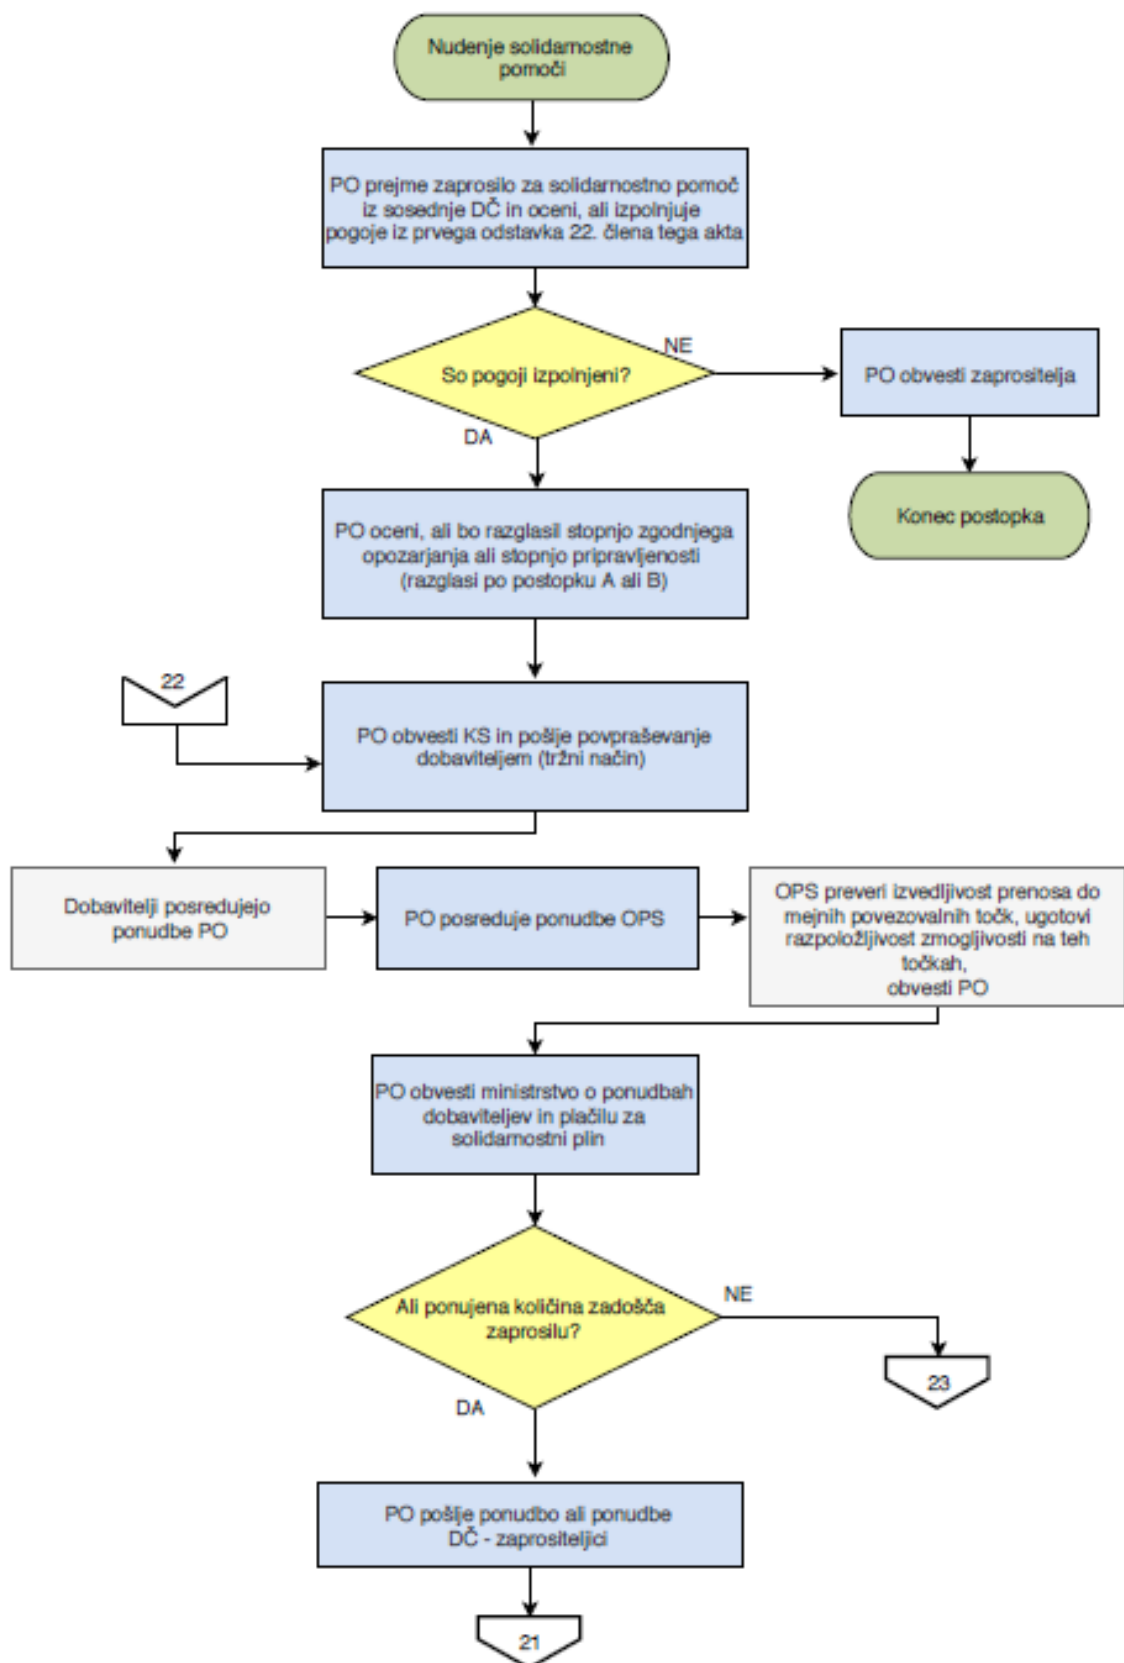 Nudenje solidarnostne
pomoči
PO prejme zaprosilo za solidarnostno pomoč
iz sosednje DČ in oceni, ali izpolnjuje
pogoje iz prvega odstavka 22. člena tega akta
So pogoji izpolnjeni?
NE
PO obvesti zaprositelja
Konec postopka
DA
PO oceni, ali bo razglasil stopnjo zgodnjega
opozarjanja ali stopnjo pripravljenosti
(razglasi po postopku A ali B)
22
PO obvesti KS in pošlje povpraševanje
dobaviteljem (tržni način)
Dobavitelji posredujejo
ponudbe PO
PO posreduje ponudbe OPS
OPS preveri izvedljivost prenosa do
mejnih povezovalnih točk, ugotovi
razpoložljivost zmogljivosti na teh
točkah,
obvesti PO
PO obvesti ministrstvo o ponudbah
dobaviteljev in plačilu za
solidarnostni plin
Ali ponujena količina zadošča
zaprosilu?
NE
23
DA
PO pošlje ponudbo ali ponudbe
DČ - zaprositeljici
21